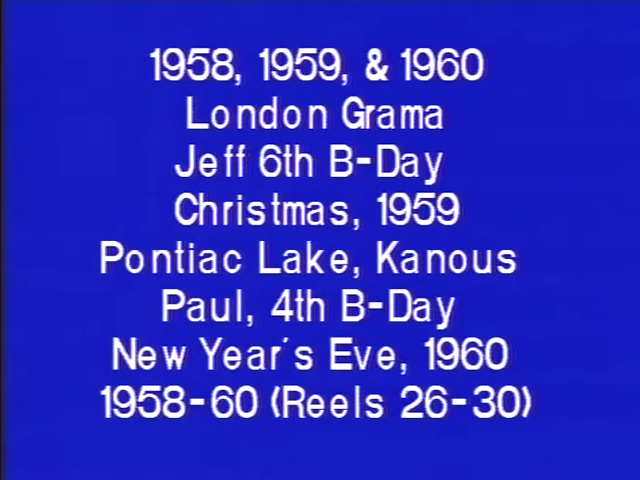 1958, 1959, & 1960
London Grama
Jeff 6th B-Day
Christmas, 1959
Pontiac Lake, Kanous
Paul, 4th B-Day
New Year's Eve, 1960
1958-60 (Reels 26-30)